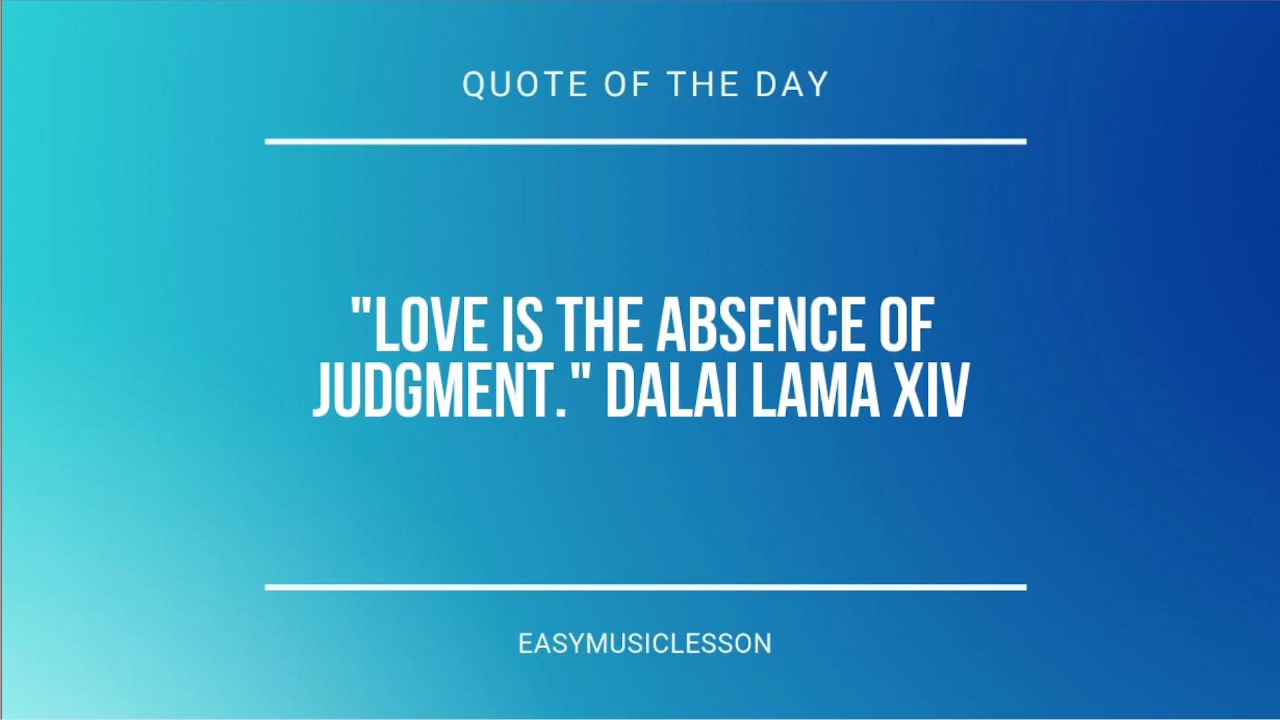 QUOTE OF THE DAY
"LOVE IS THE ABSENCE OF
JUDGMENT." DALAI LAMA XIV
EASYMUSICLESSON